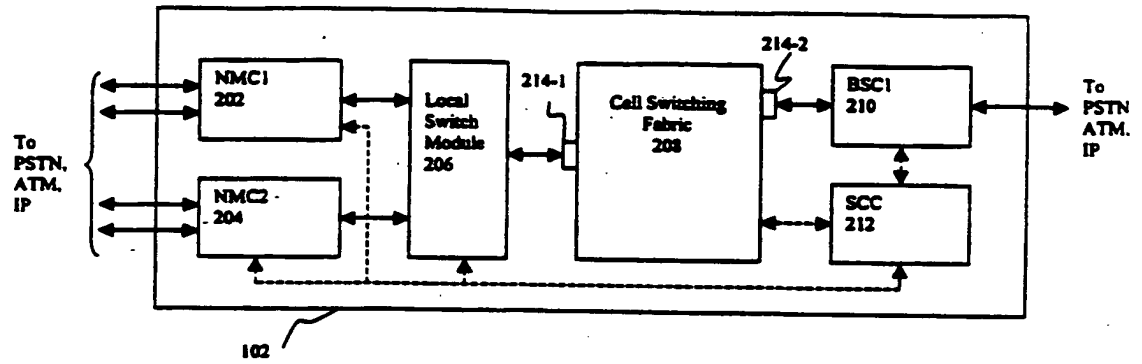 To
PSTN,
ATM,
IP
NMC1
202
NMC2
204
Local
Switch
Module
206
214-1
Cell Switching
Fabric
208
214-2
BSC1
210
SCC
212
To
PSTN
ATM.
IP
102